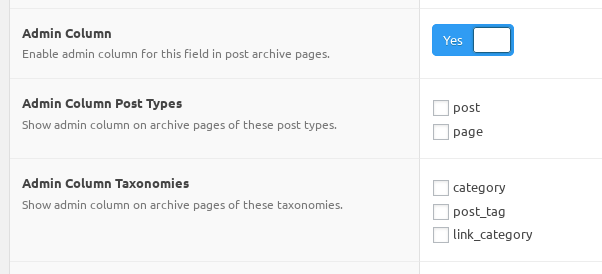 Admin Column
Enable admin column for this field in post archive pages.
Yes
Admin Column Post Types
Show admin column on archive pages of these post types.
post
page
Admin Column Taxonomies
Show admin column on archive pages of these taxonomies.
category
post_tag
link_category